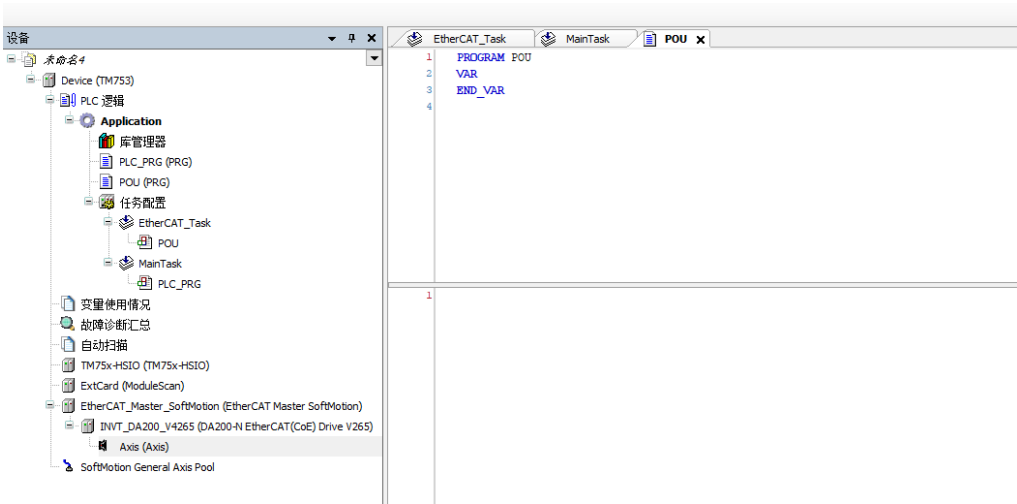 设备
未命名4
Device (TM753)
PLC 逻辑
Application
库管理器
PLC_PRG (PRG)
POU (PRG)
任务配置
EtherCAT_Task
POU
MainTask
PLC_PRG
变量使用情况
故障诊断汇总
自动扫描
TM75x-HSIO (TM75x-HSIO)
ExtCard (ModuleScan)
EtherCAT_Master_SoftMotion (EtherCAT Master SoftMotion)
INVT_DA200_V4265 (DA200-N EtherCAT(CoE) Drive V265)
Axis (Axis)
SoftMotion General Axis Pool
EtherCAT_Task MainTask POU
1 PROGRAM POU
2 VAR
3 END_VAR
4
1